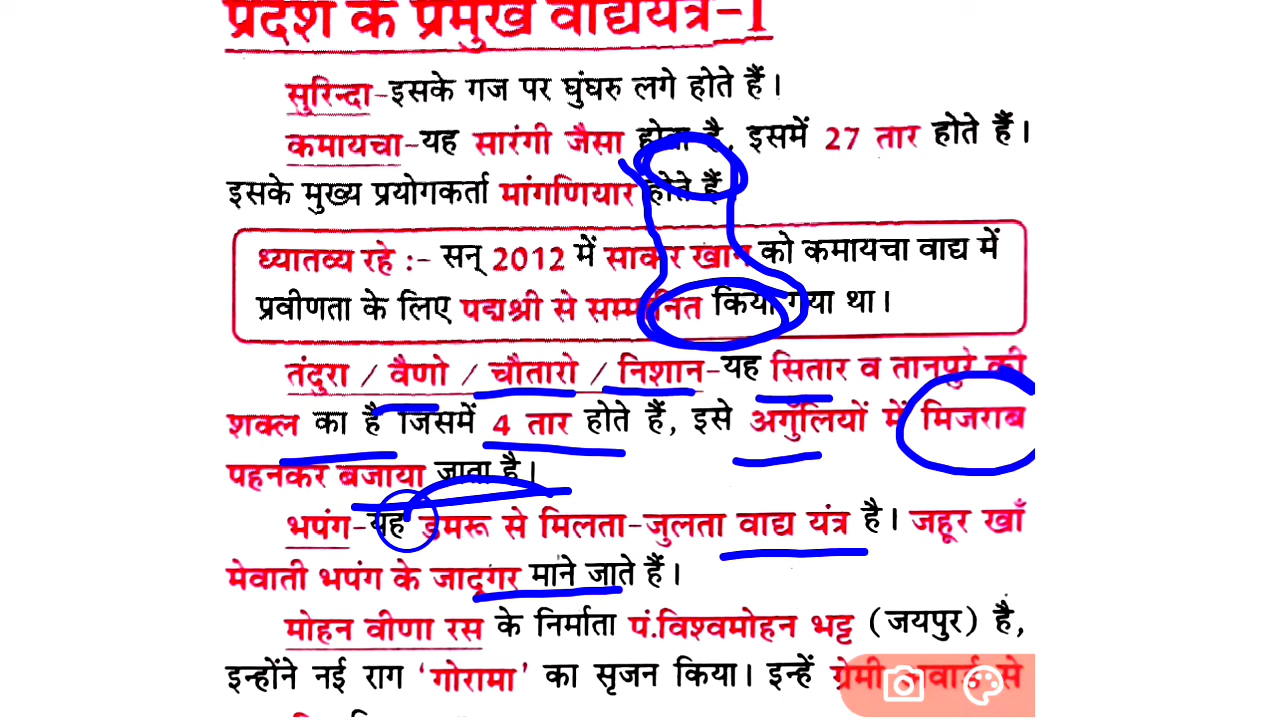 प्रदेश के प्रमुख वाद्ययंत्र-1
सुरिन्दा-इसके गज पर घुंघरु लगे होते हैं।
कमायचा-यह सारंगी जैसा होता है, इसमें 27 तार होते हैं।
इसके मुख्य प्रयोगकर्ता मांगणियार होते हैं।
ध्यातव्य रहे :- सन् 2012 में साकर खान को कमायचा वाद्य में
प्रवीणता के लिए पद्मश्री से सम्मानित किया गया था।
तंदुरा / वैणो / चौतारो / निशान-यह सितार व तानपुरे की
शक्ल का है जिसमें 4 तार होते हैं, इसे अगुँलियों में मिजराब
पहनकर बजाया जाता है।
भपंग-यह डमरू से मिलता-जुलता वाद्य यंत्र है। जहूर खाँ
मेवाती भपंग के जादूगर माने जाते हैं।
मोहन वीणा रस के निर्माता पं.विश्वमोहन भट्ट (जयपुर) है,
इन्होंने नई राग ‘गोरामा’ का सृजन किया। इन्हें ग्रेमी अवार्ड से